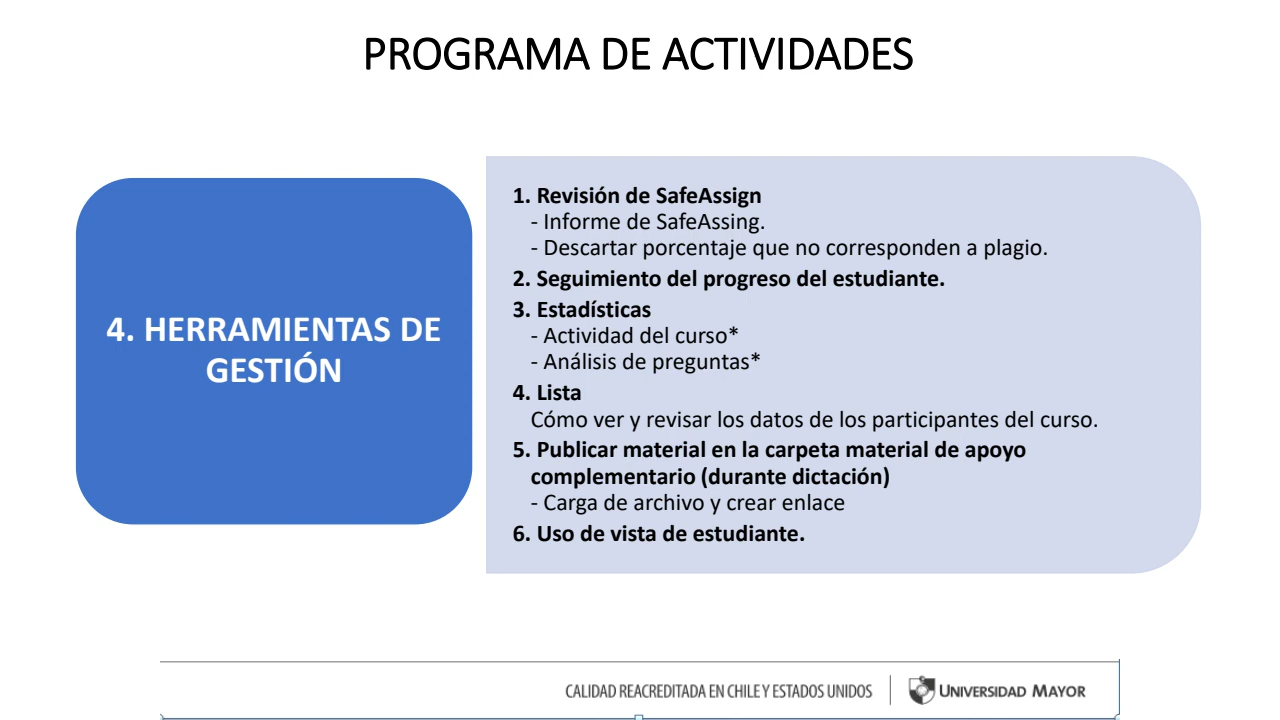 PROGRAMA DE ACTIVIDADES
4. HERRAMIENTAS DE
GESTIÓN
1. Revisión de SafeAssign
- Informe de SafeAssing.
- Descartar porcentaje que no corresponden a plagio.
2. Seguimiento del progreso del estudiante.
3. Estadísticas
- Actividad del curso*
- Análisis de preguntas*
4. Lista
Cómo ver y revisar los datos de los participantes del curso.
5. Publicar material en la carpeta material de apoyo
complementario (durante dictación)
- Carga de archivo y crear enlace
6. Uso de vista de estudiante.
CALIDAD REACREDITADA EN CHILE Y ESTADOS UNIDOS
UNIVERSIDAD MAYOR